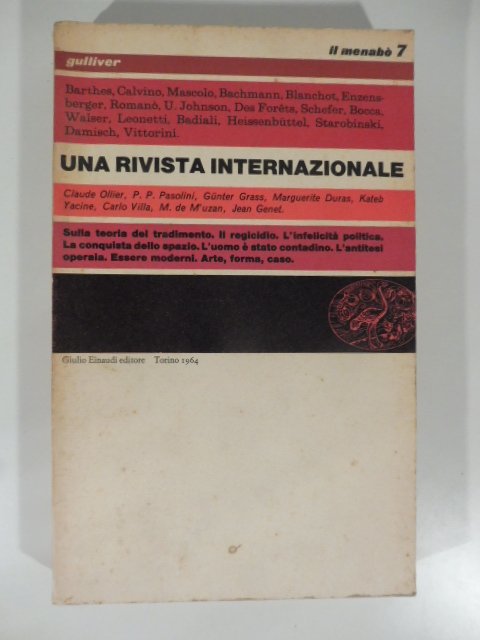 il menabò 7
gulliver
Barthes, Calvino, Mascolo, Bachmann, Blanchot, Enzens-
berger, Romanò, U. Johnson, Des Forêts, Schefer, Bocca.
Walser, Leonetti, Badiali, Heissenbüttel, Starobinski,
Damisch, Vittorini.
UNA RIVISTA INTERNAZIONALE
Claude Ollier, P. P. Pasolini, Günter Grass, Marguerite Duras, Kateb
Yacine, Carlo Villa, M. de M'uzan, Jean Genet.
Sulla teoria del tradimento. Il regicidio. L'infelicità politica.
La conquista dello spazio. L'uomo è stato contadino. L'antitesi
operaia. Essere moderni. Arte, forma, caso.
Giulio Einaudi editore Torino 1964